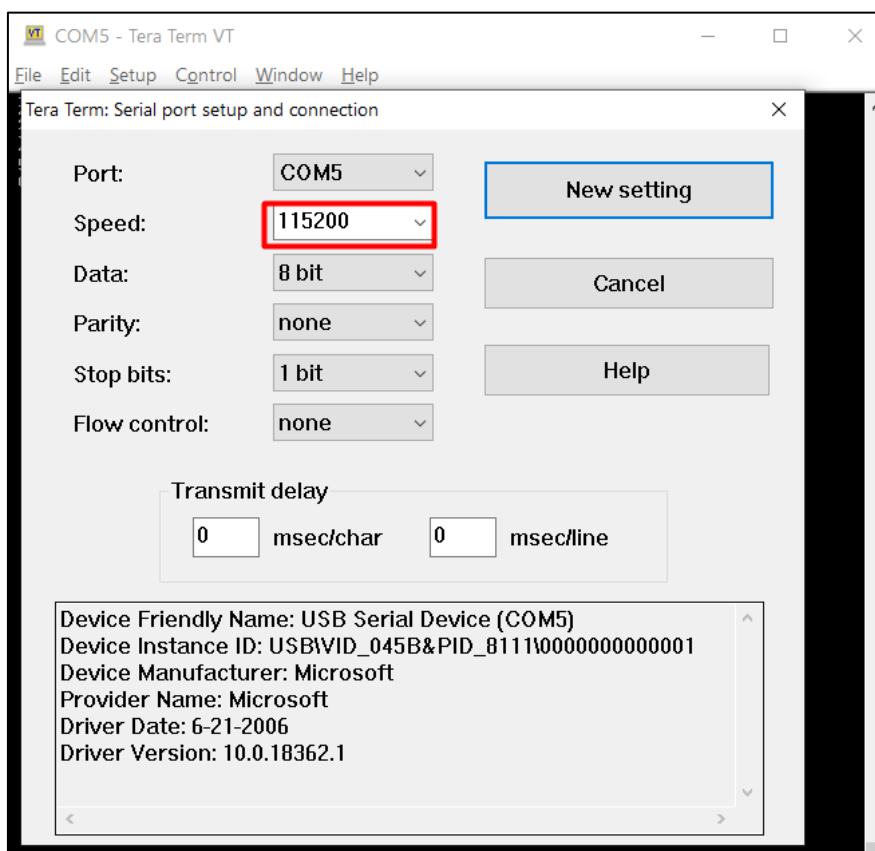 VT COM5 - Tera Term VT
File Edit Setup Control Window Help
Tera Term: Serial port setup and connection
Port: COM5 New setting
Speed: 115200
Data: 8 bit Cancel
Parity: none
Stop bits: 1 bit Help
Flow control: none
Transmit delay
0 msec/char 0 msec/line
Device Friendly Name: USB Serial Device (COM5)
Device Instance ID: USB\VID_045B&PID_8111\0000000000001
Device Manufacturer: Microsoft
Provider Name: Microsoft
Driver Date: 6-21-2006
Driver Version: 10.0.18362.1